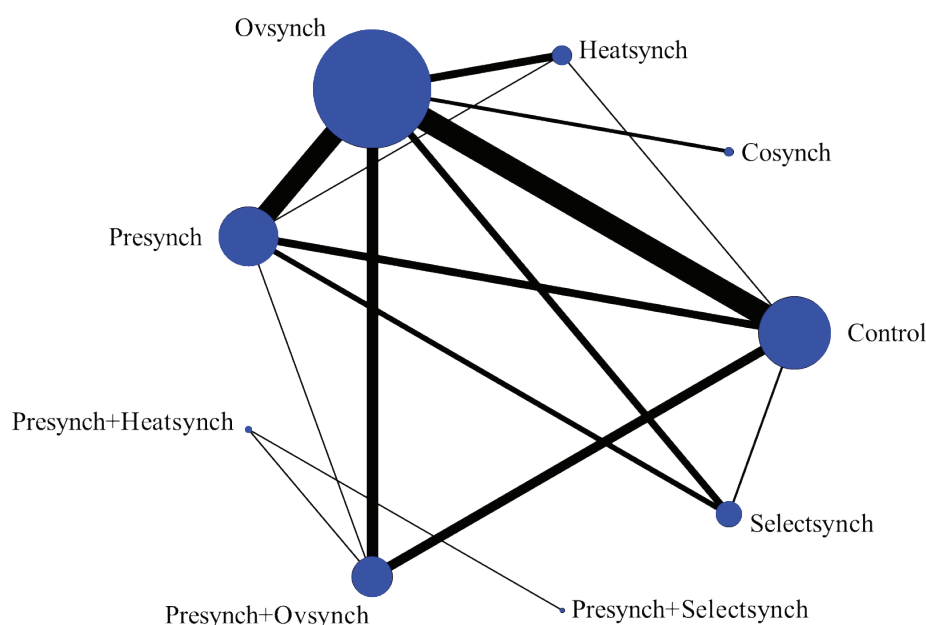 Ovsynch
Heatsynch
Cosynch
Presynch
Control
Presynch+Heatsynch
Selectsynch
Presynch+Ovsynch
Presynch+Selectsynch